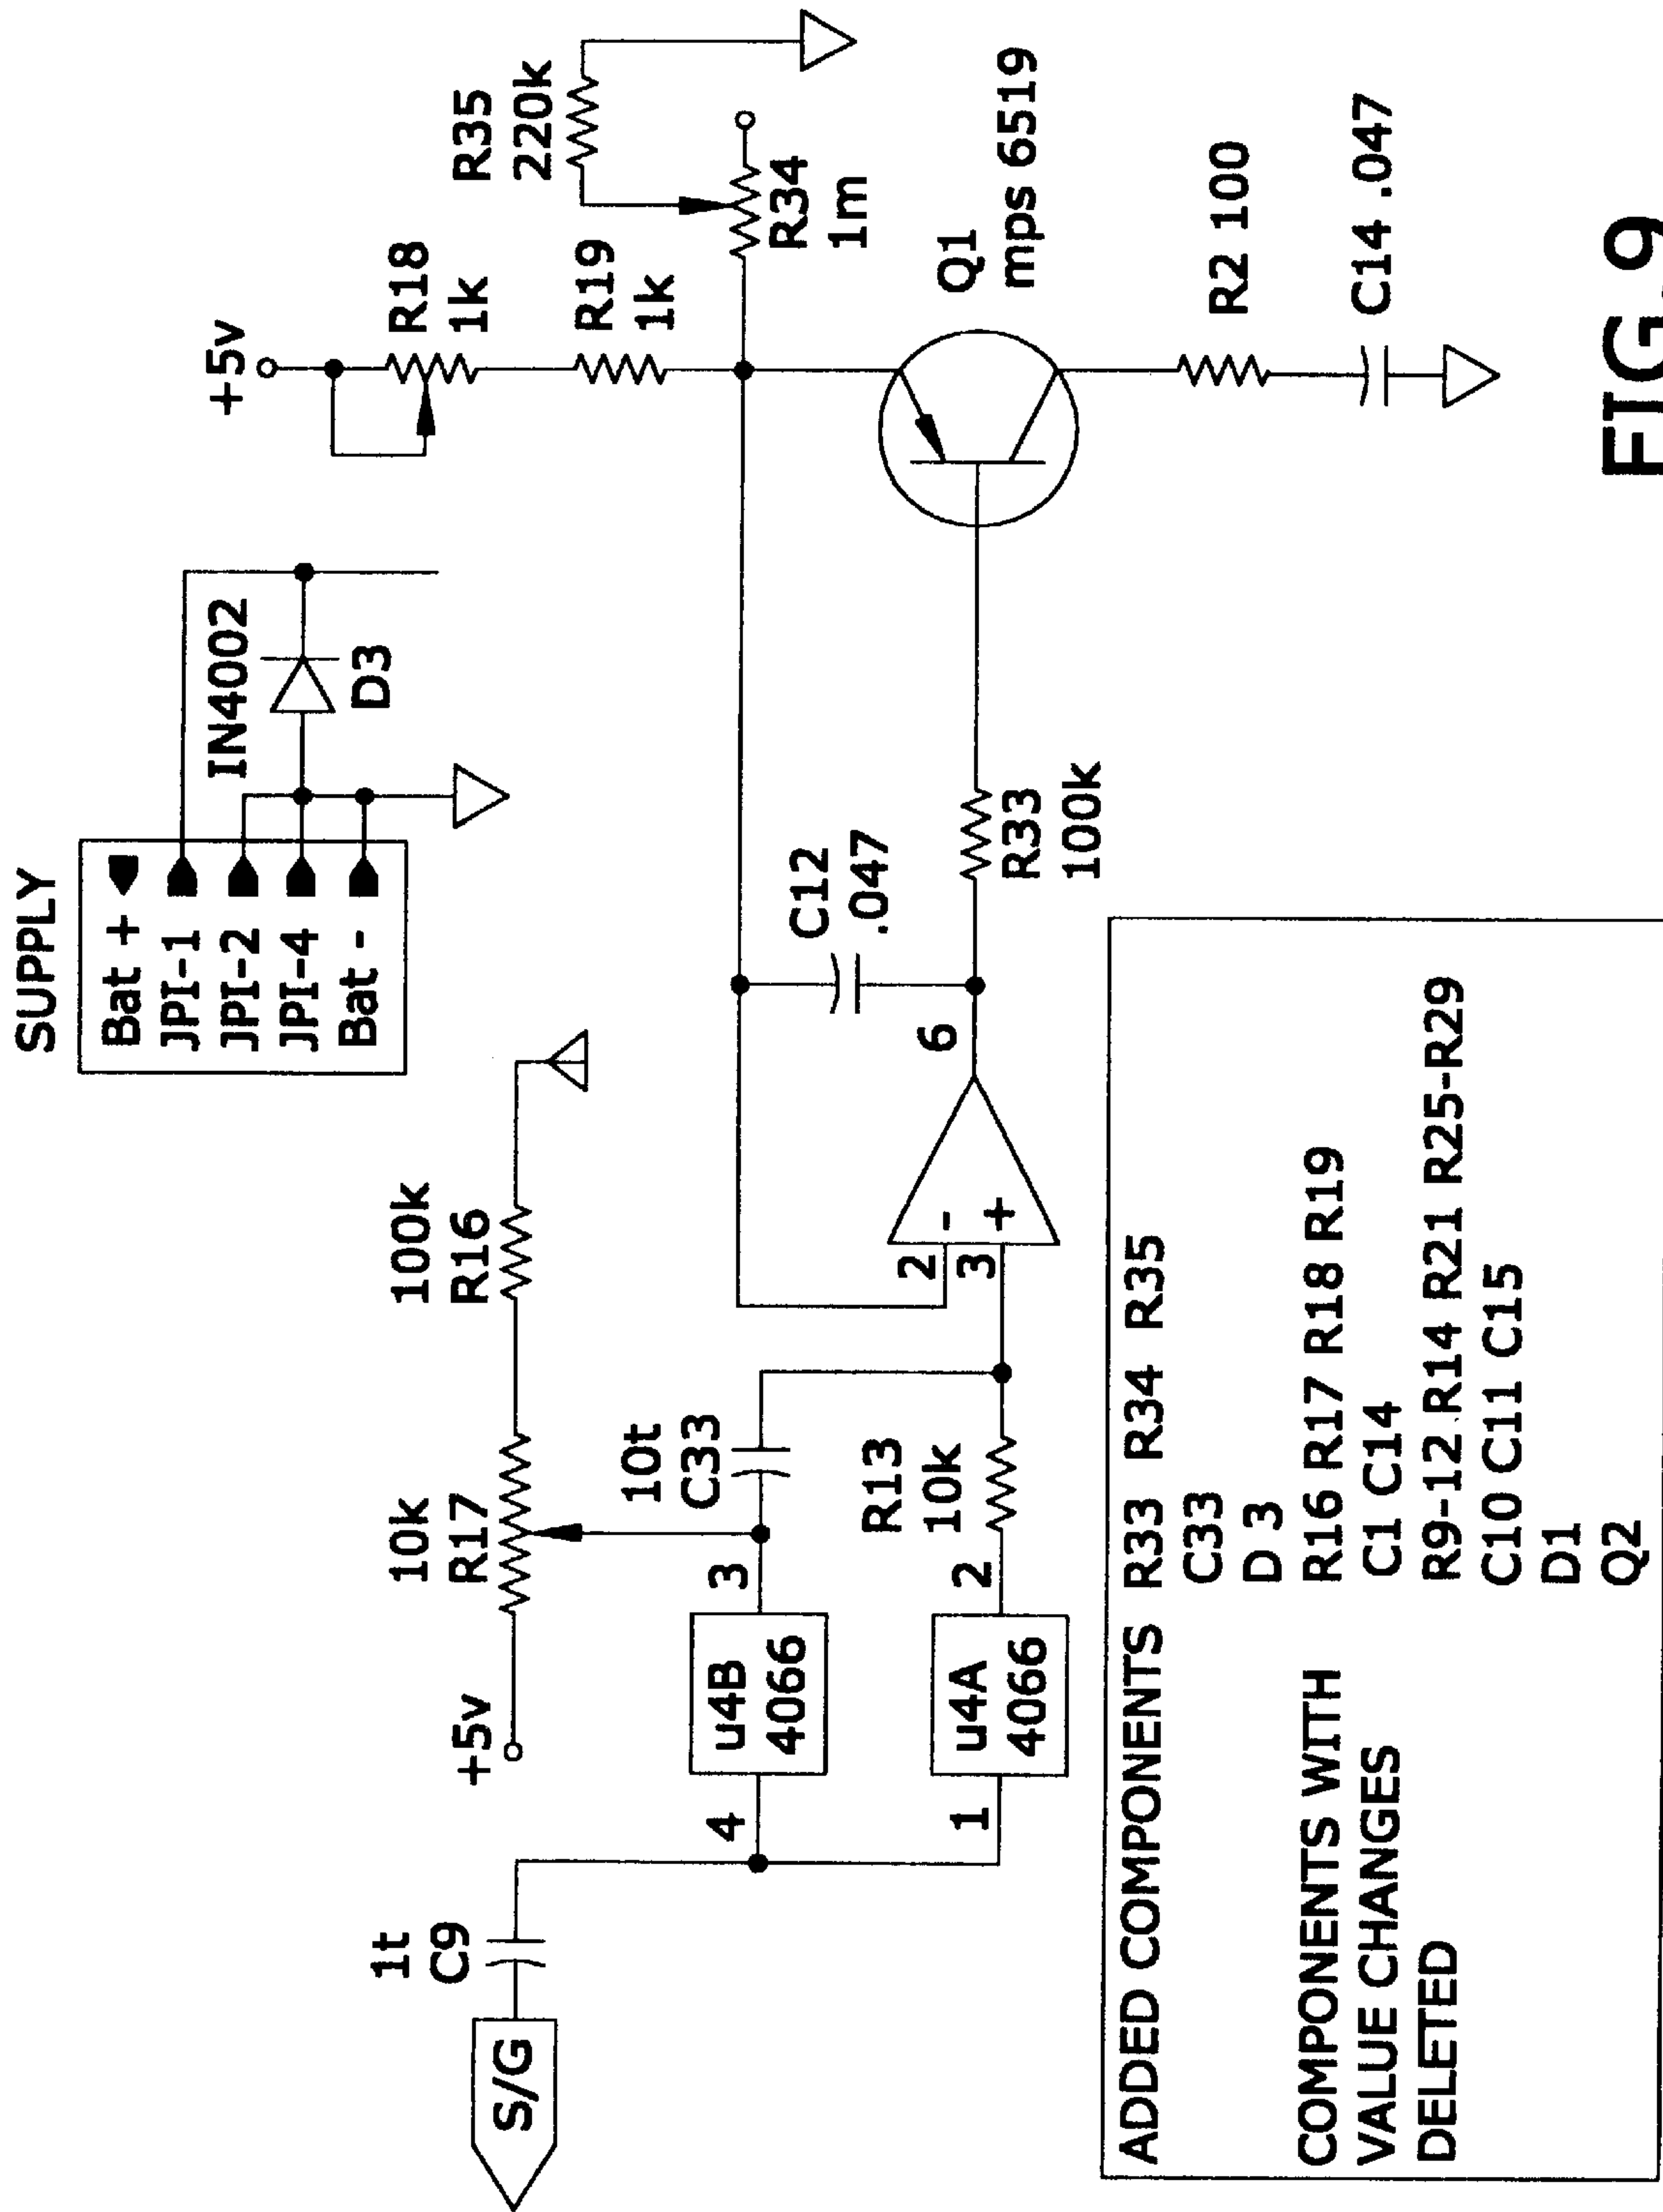 SUPPLY
Bat +
JPI-1
JPI-2
JPI-4
Bat -
IN4002
D3
+5v
R18
1k
R19
1k
R35
220k
R34
1m
Q1
mps 6519
R2 100
C14 .047
1t
C9
S/G
+5v
10k
R17
100k
R16
10t
C33
4
u4B
4066
3
1
u4A
4066
2
R13
10k
2
3
-
+
6
C12
.047
R33
100k
ADDED COMPONENTS R33 R34 R35
C33
D 3
COMPONENTS WITH R16 R17 R18 R19
VALUE CHANGES C1 C14
DELETED R9-12 R14 R21 R25-R29
C10 C11 C15
D1
Q2
FIG.9